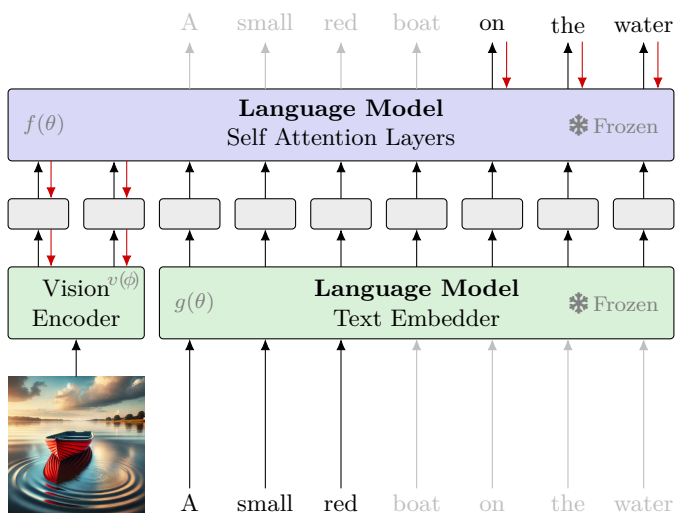 A small red boat on the water
Language Model
f(θ) Self Attention Layers ❄ Frozen
Vision v(ϕ)
Encoder
Language Model
g(θ) Text Embedder ❄ Frozen
A small red boat on the water